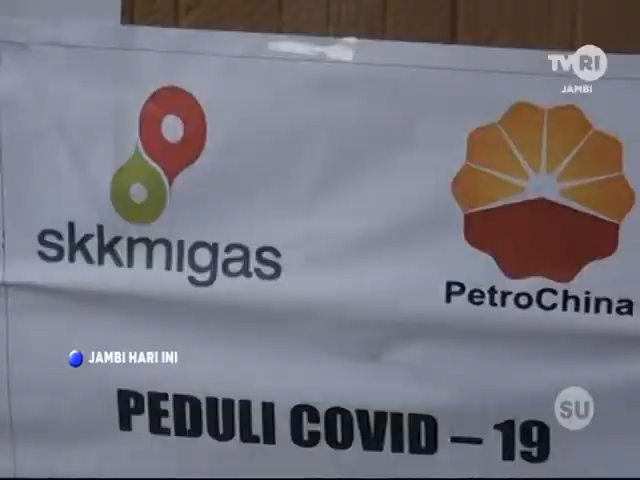 TVRI
JAMBI
skkmigas
PetroChina
JAMBI HARI INI
PEDULI COVID – 19
SU